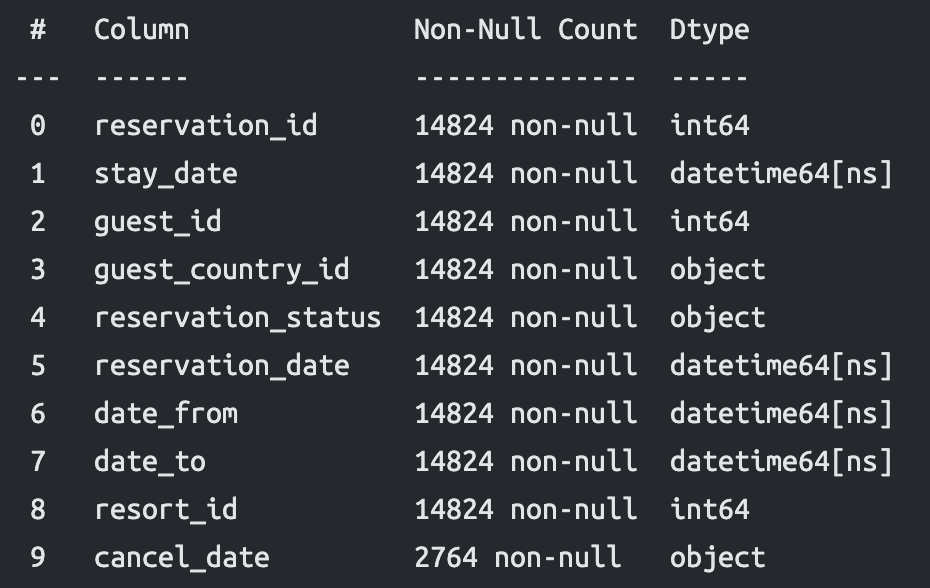 # Column Non-Null Count Dtype
--- ------ -------------- -----
0 reservation_id 14824 non-null int64
1 stay_date 14824 non-null datetime64[ns]
2 guest_id 14824 non-null int64
3 guest_country_id 14824 non-null object
4 reservation_status 14824 non-null object
5 reservation_date 14824 non-null datetime64[ns]
6 date_from 14824 non-null datetime64[ns]
7 date_to 14824 non-null datetime64[ns]
8 resort_id 14824 non-null int64
9 cancel_date 2764 non-null object